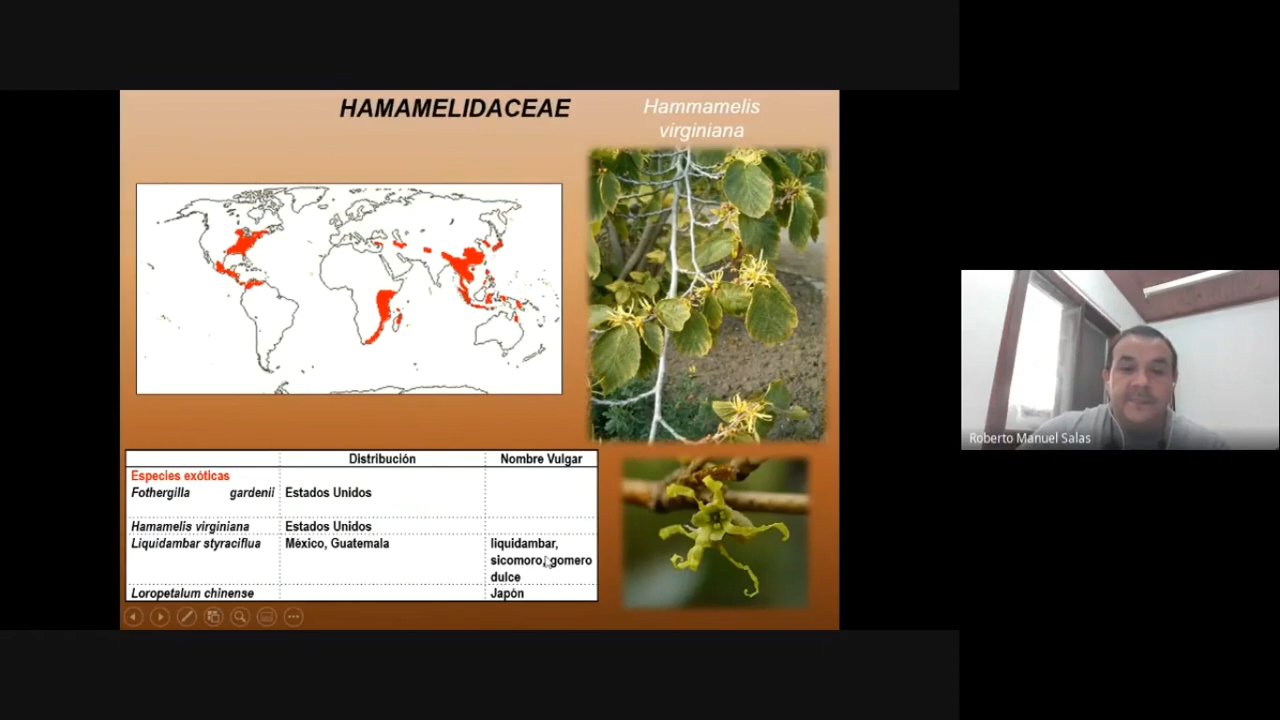 HAMAMELIDACEAE
Hammamelis
virginiana
Distribución Nombre Vulgar
Especies exóticas
Fothergilla gardenii Estados Unidos
Hamamelis virginiana Estados Unidos
Liquidambar styraciflua México, Guatemala liquidambar,
sicomoro, gomero
dulce
Loropetalum chinense Japón
Roberto Manuel Salas